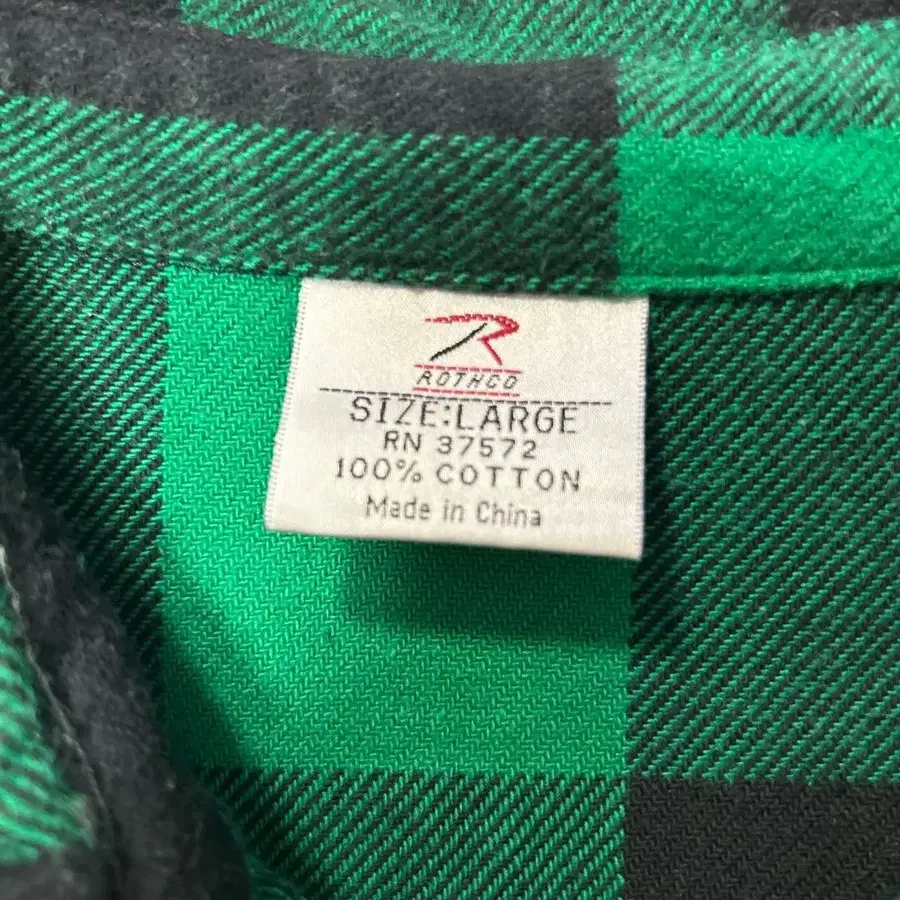 ROTHCO
SIZE:LARGE
RN 37572
100% COTTON
Made in China